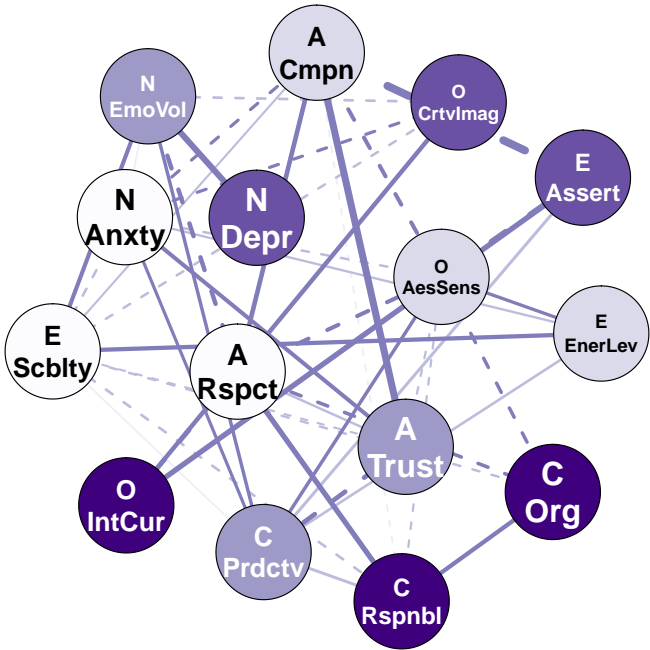 A
Cmpn
N
EmoVol
O
CrtvImag
E
Assert
N
Anxty
N
Depr
O
AesSens
E
EnerLev
E
Scblty
A
Rspct
A
Trust
O
IntCur
C
Org
C
Prdctv
C
Rspnbl